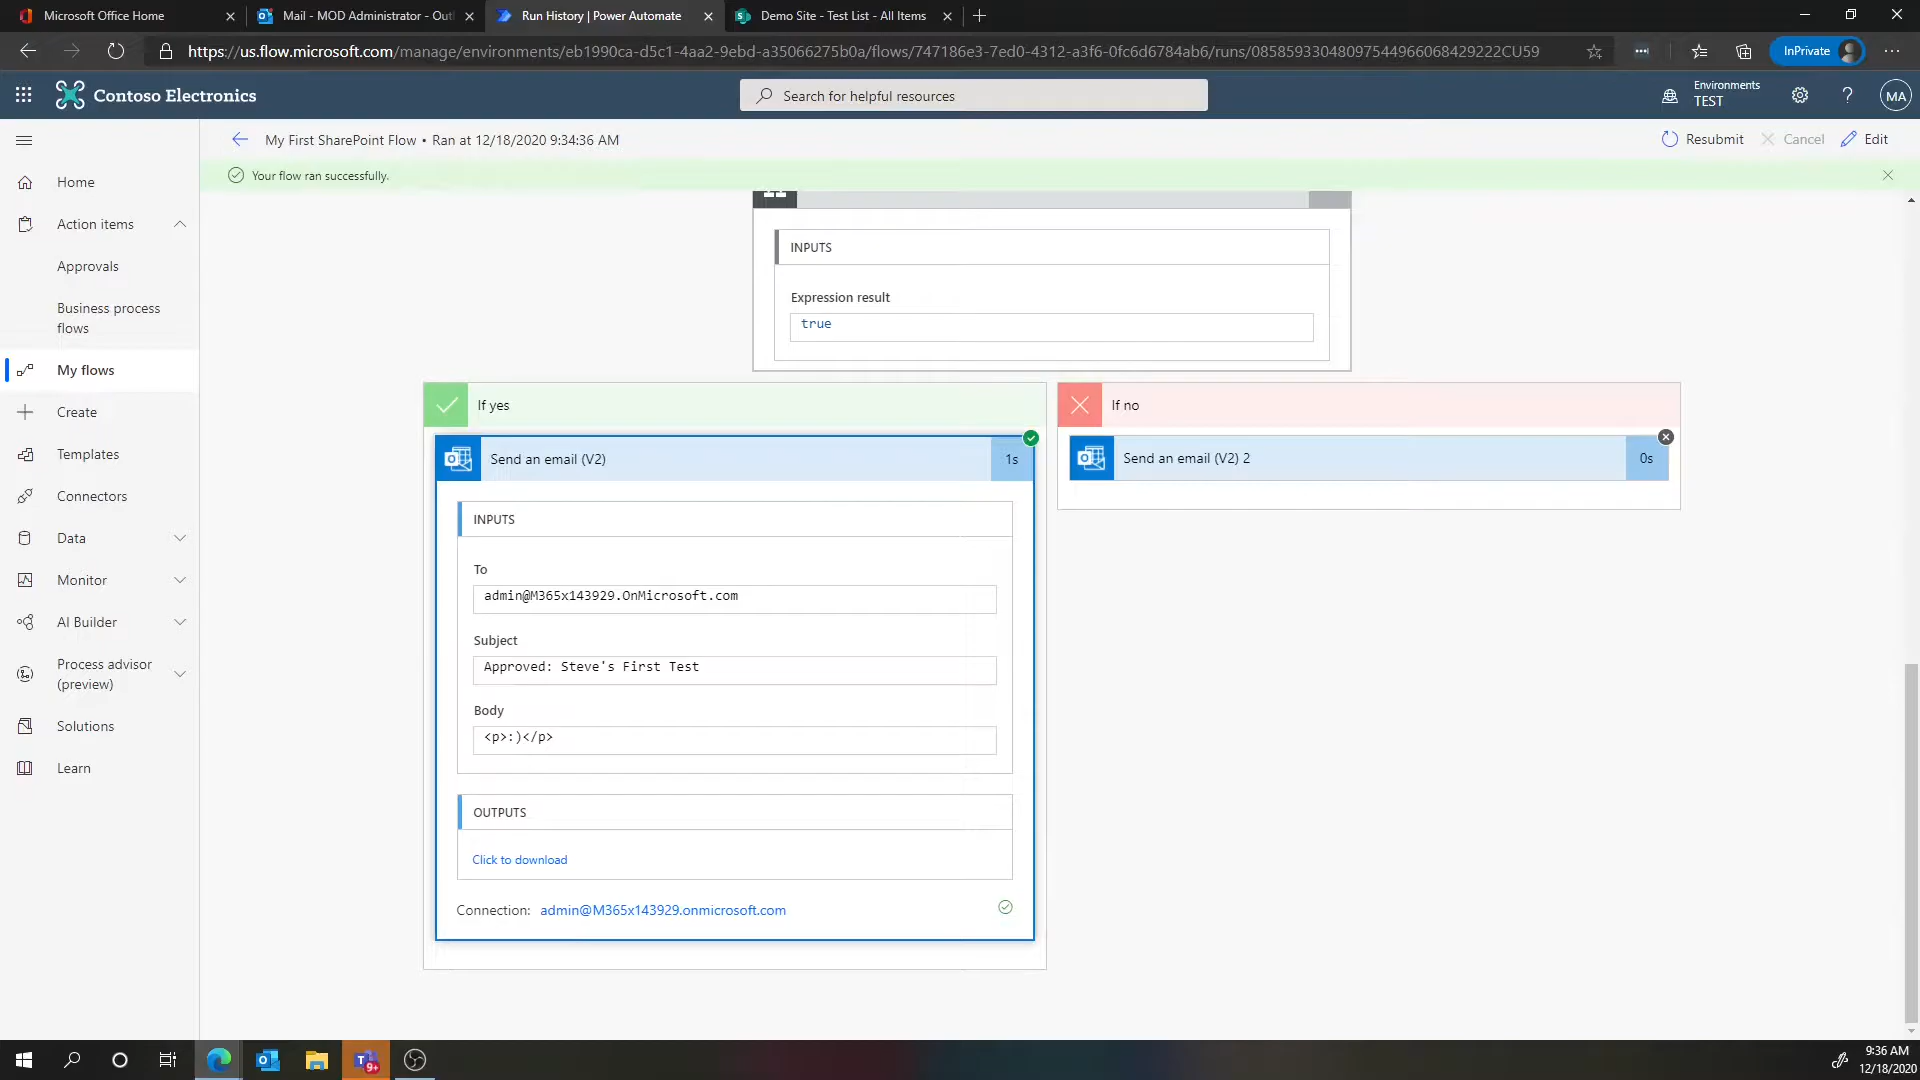 Microsoft Office Home
Mail - MOD Administrator - Outl
Run History | Power Automate
Demo Site - Test List - All Items
https://us.flow.microsoft.com/manage/environments/eb1990ca-d5c1-4aa2-9ebd-a35066275b0a/flows/747186e3-7ed0-4312-a3f6-0fc6d6784ab6/runs/08585933048097544966068429222CU59
InPrivate
Contoso Electronics
Search for helpful resources
Environments
TEST
MA
My First SharePoint Flow • Ran at 12/18/2020 9:34:36 AM
Resubmit
Cancel
Edit
Your flow ran successfully.
Home
Action items
Approvals
Business process
flows
My flows
Create
Templates
Connectors
Data
Monitor
AI Builder
Process advisor
(preview)
Solutions
Learn
INPUTS
Expression result
true
If yes
Send an email (V2)
1s
INPUTS
To
admin@M365x143929.OnMicrosoft.com
Subject
Approved: Steve's First Test
Body
<p>:)</p>
OUTPUTS
Click to download
Connection: admin@M365x143929.onmicrosoft.com
If no
Send an email (V2) 2
0s
9+
9:36 AM
12/18/2020